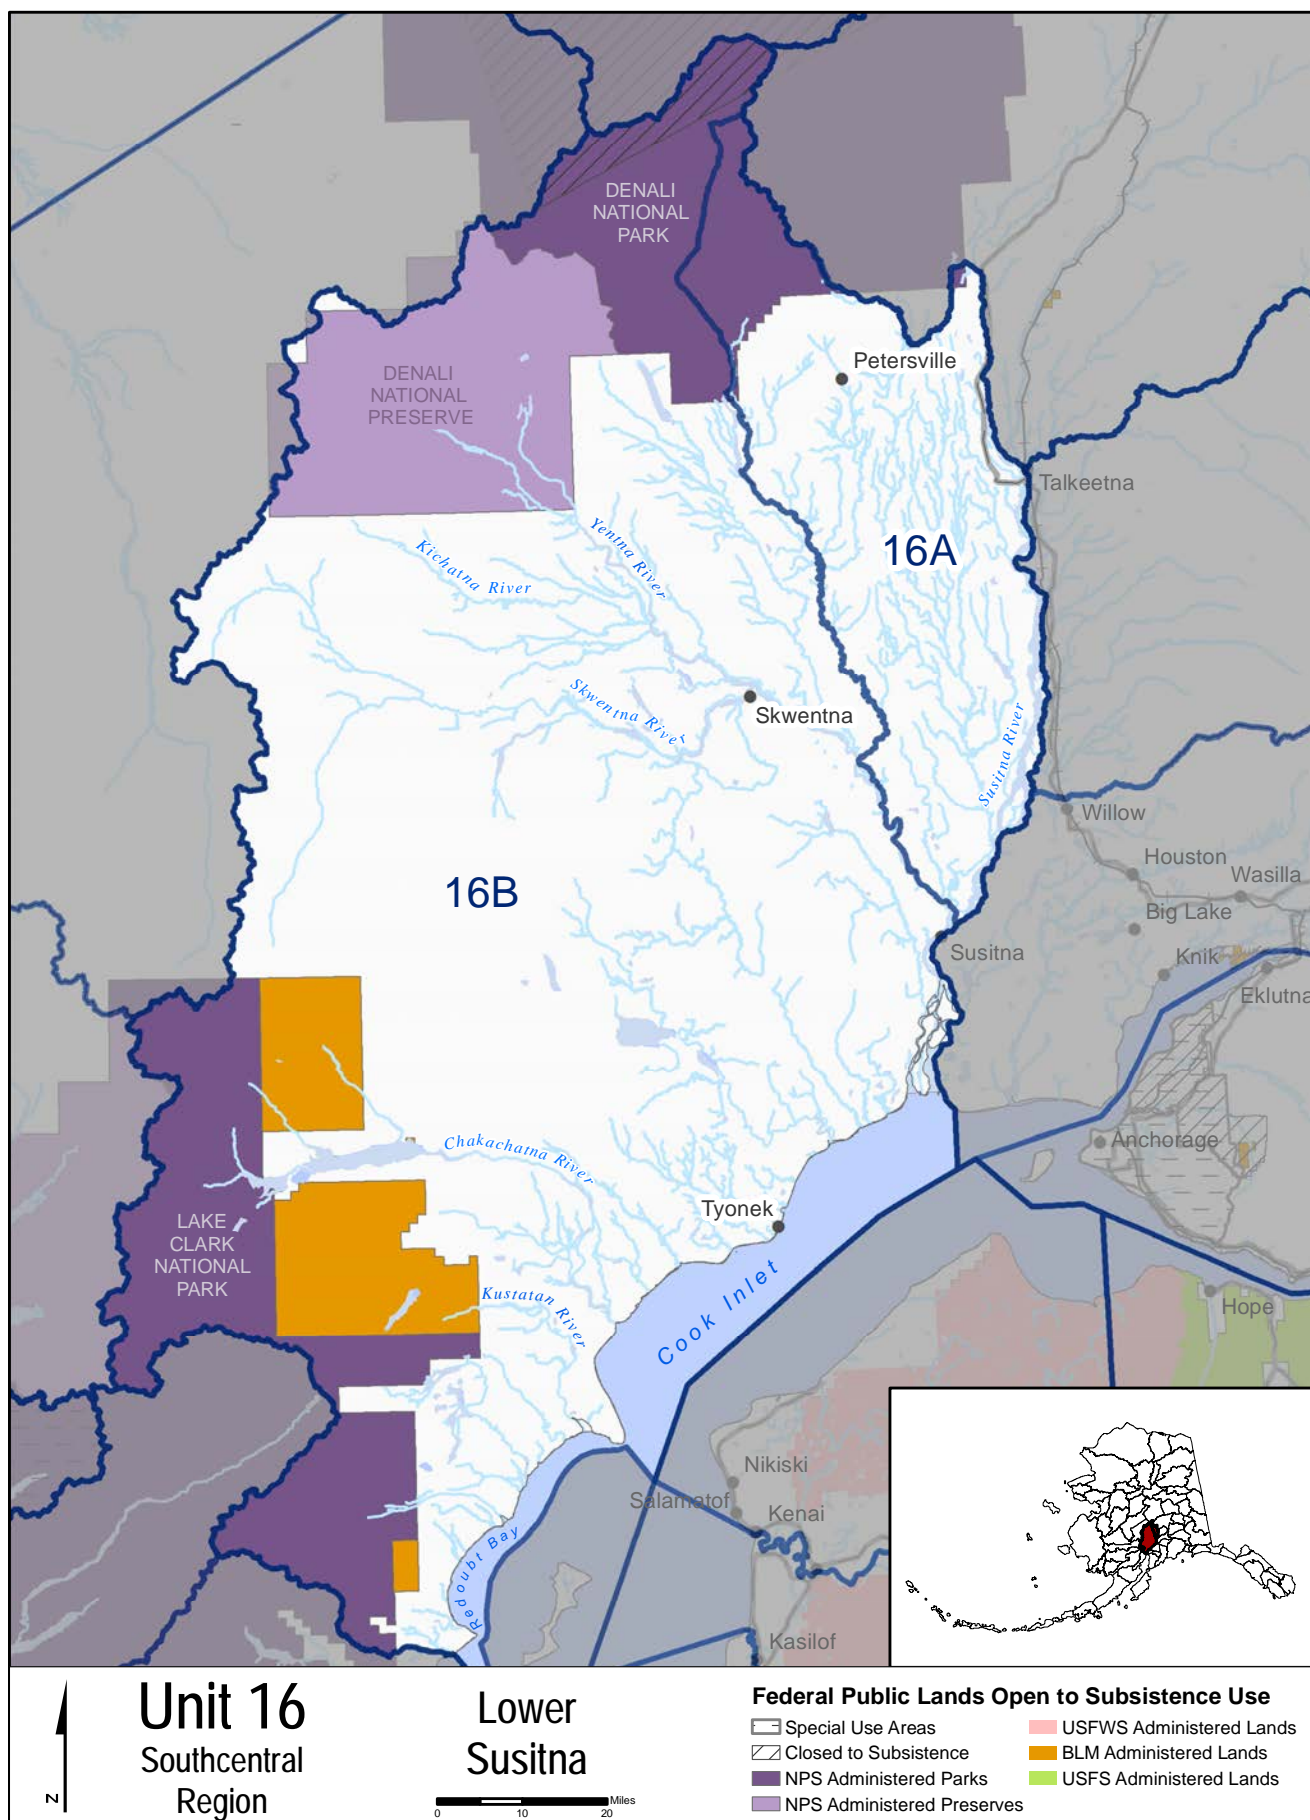 DENALI
NATIONAL
PARK
DENALI
NATIONAL
PRESERVE
Petersville
Talkeetna
16A
Yentna River
Kichatna River
Skwentna River
Skwentna
Susitna River
Willow
Houston
Wasilla
Big Lake
16B
Susitna
Knik
Eklutna
Anchorage
Chakachatna River
Tyonek
LAKE
CLARK
NATIONAL
PARK
Kustatan River
Cook Inlet
Hope
Nikiski
Salamatof
Kenai
Redoubt Bay
Kasilof
N
Unit 16
Southcentral
Region
Lower
Susitna
Miles
0 10 20
Federal Public Lands Open to Subsistence Use
Special Use Areas
Closed to Subsistence
NPS Administered Parks
NPS Administered Preserves
USFWS Administered Lands
BLM Administered Lands
USFS Administered Lands